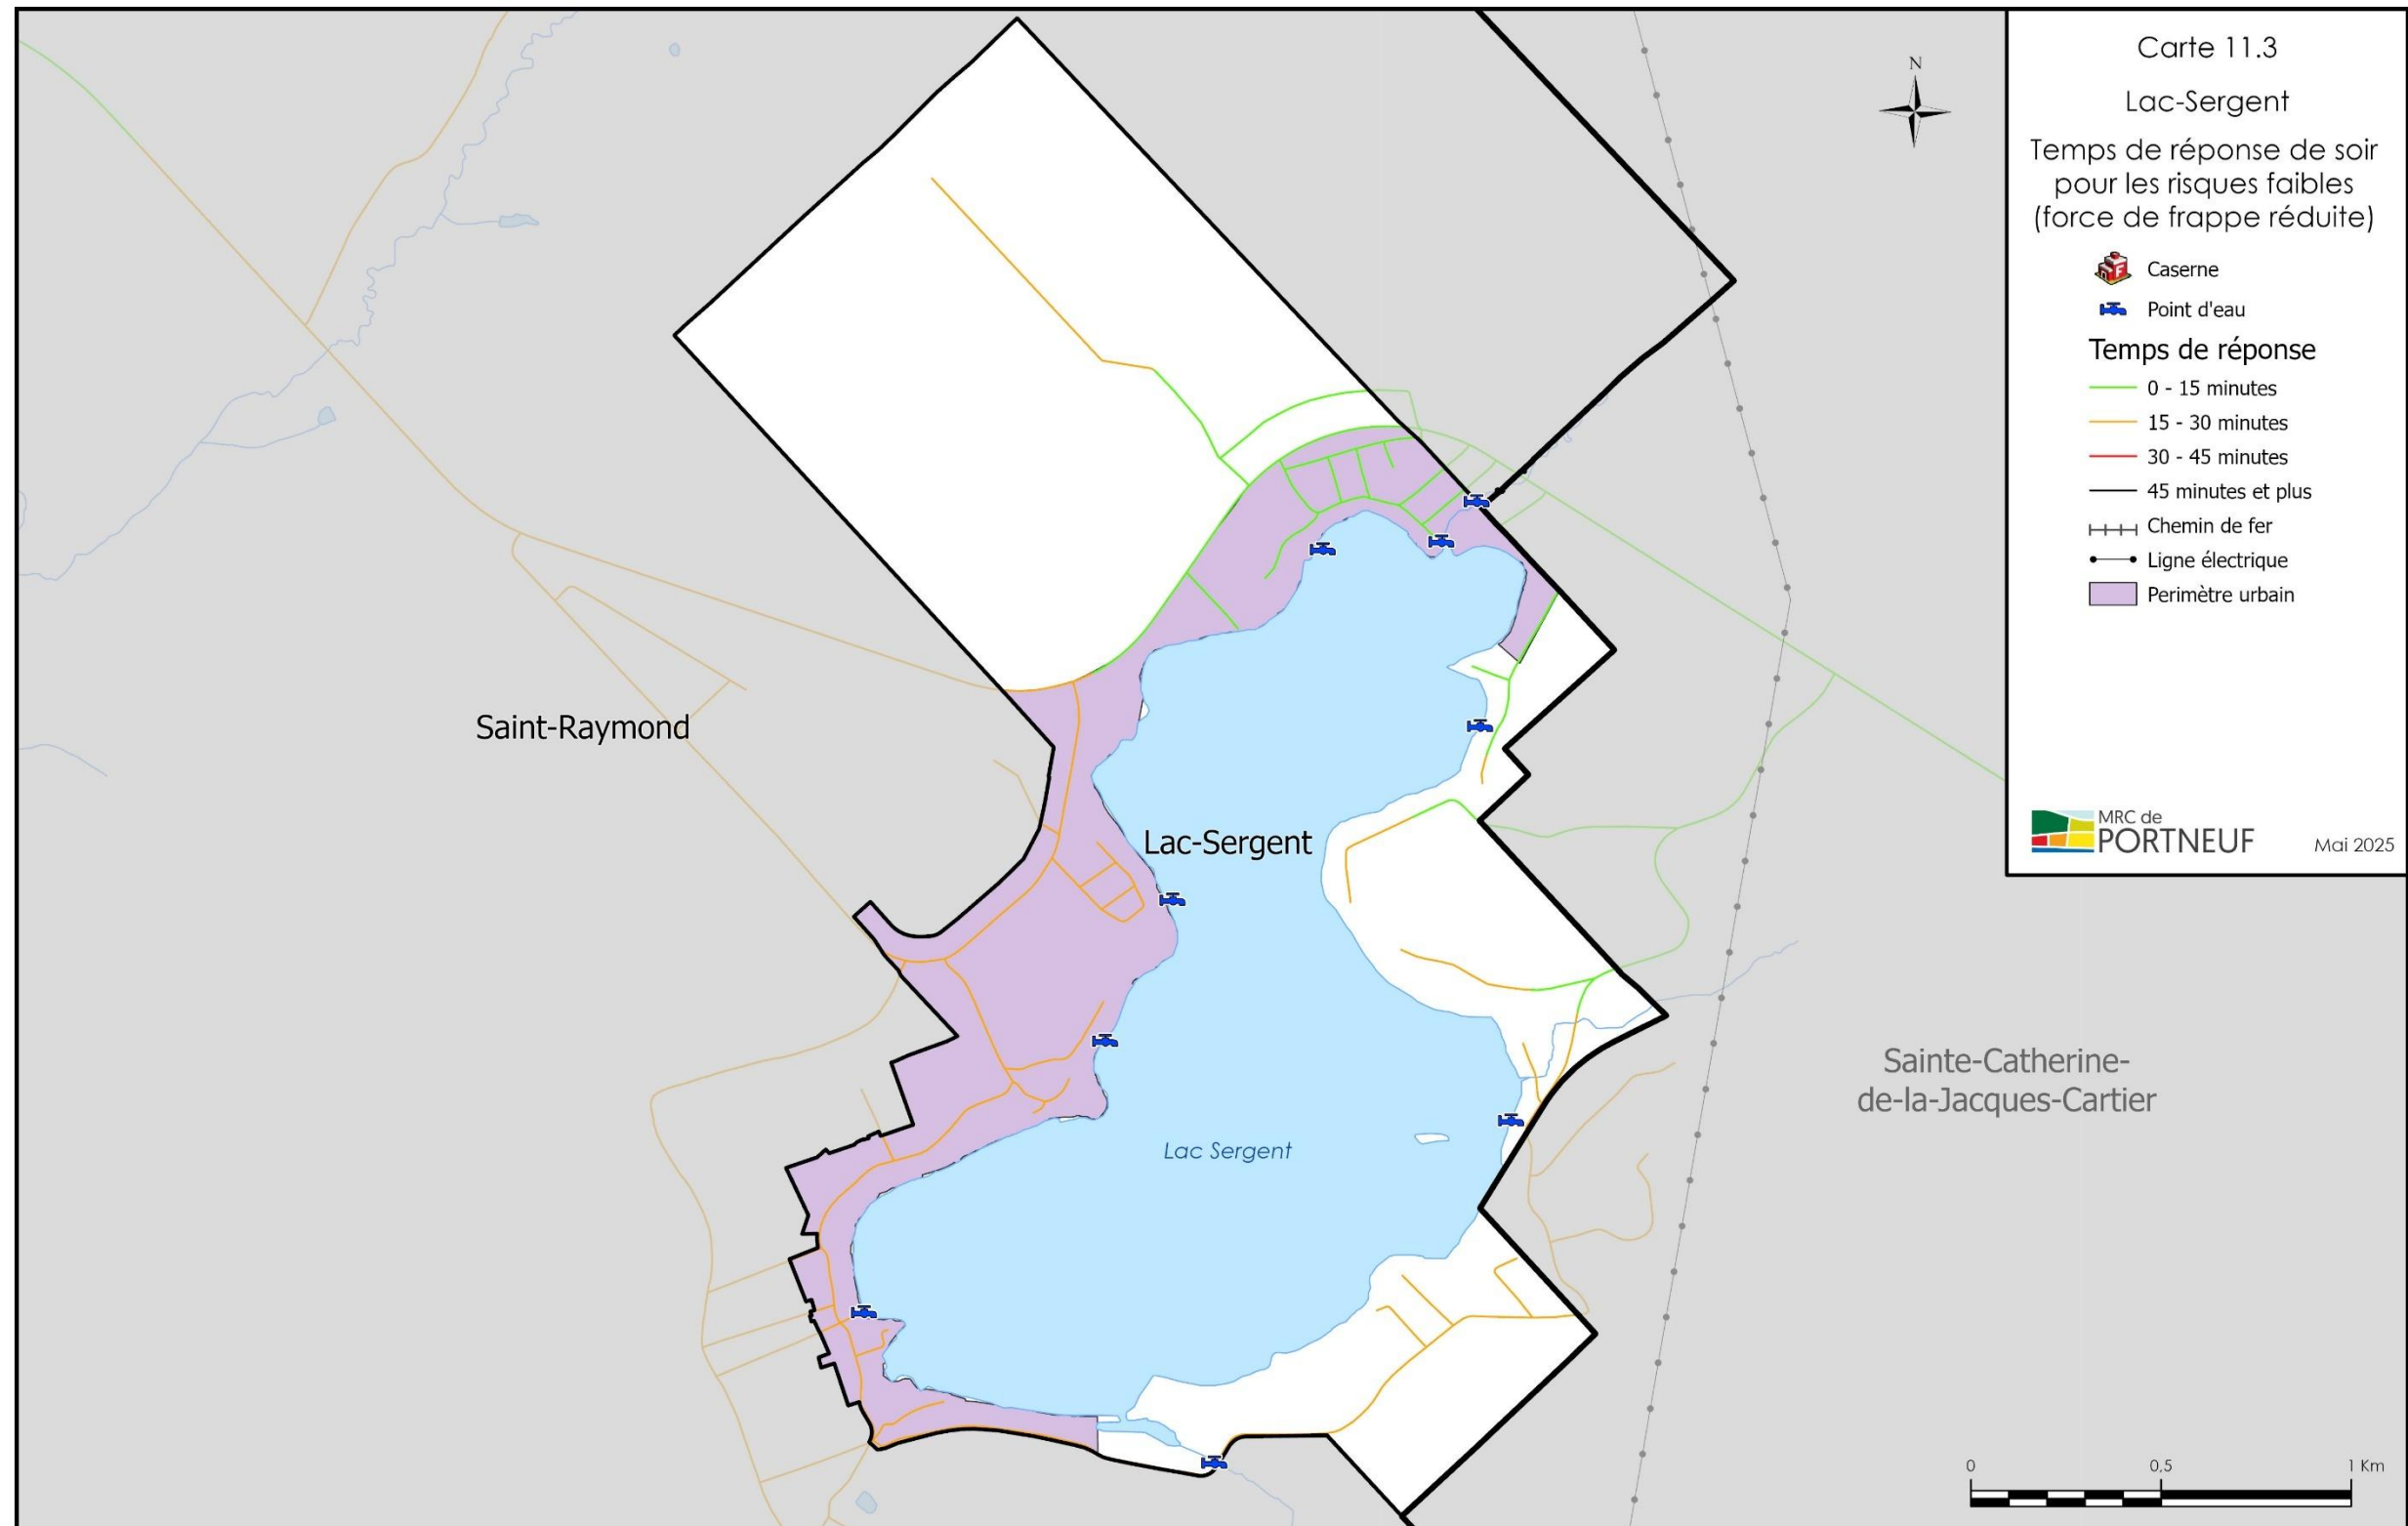 Carte 11.3
Lac-Sergent
Temps de réponse de soir
pour les risques faibles
(force de frappe réduite)
Caserne
Point d'eau
Temps de réponse
0 - 15 minutes
15 - 30 minutes
30 - 45 minutes
45 minutes et plus
Chemin de fer
Ligne électrique
Perimètre urbain
MRC de
PORTNEUF
Mai 2025
N
Saint-Raymond
Lac-Sergent
Sainte-Catherine-
de-la-Jacques-Cartier
Lac Sergent
0 0,5 1 Km